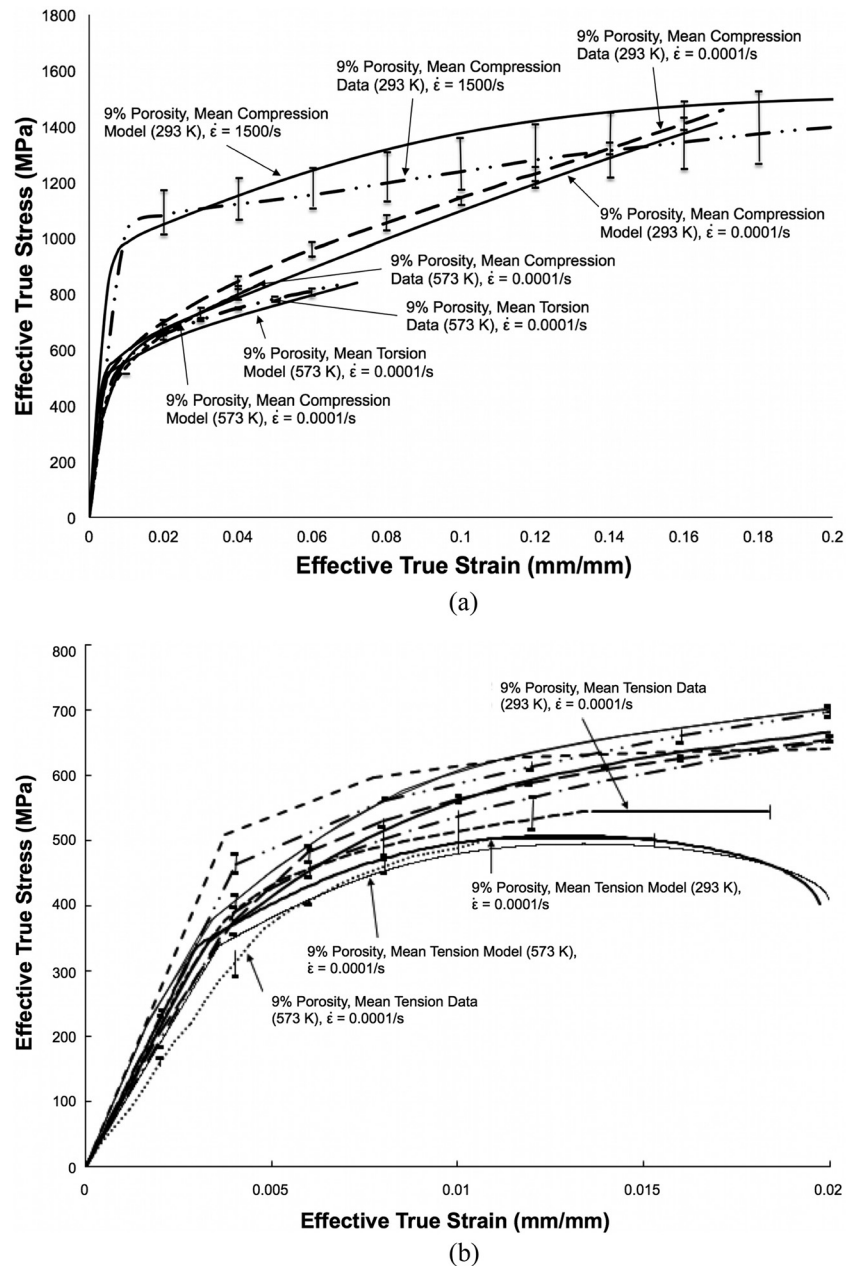 1800
1600
1400
1200
1000
800
600
400
200
0
Effective True Stress (MPa)
9% Porosity, Mean Compression
Model (293 K), ε̇ = 1500/s
9% Porosity, Mean Compression
Data (293 K), ε̇ = 1500/s
9% Porosity, Mean Compression
Data (293 K), ε̇ = 0.0001/s
9% Porosity, Mean Compression
Model (293 K), ε̇ = 0.0001/s
9% Porosity, Mean Compression
Data (573 K), ε̇ = 0.0001/s
9% Porosity, Mean Torsion
Data (573 K), ε̇ = 0.0001/s
9% Porosity, Mean Torsion
Model (573 K), ε̇ = 0.0001/s
9% Porosity, Mean Compression
Model (573 K), ε̇ = 0.0001/s
0 0.02 0.04 0.06 0.08 0.1 0.12 0.14 0.16 0.18 0.2
Effective True Strain (mm/mm)
(a)
800
700
600
500
400
300
200
100
0
Effective True Stress (MPa)
9% Porosity, Mean Tension Data
(293 K), ε̇ = 0.0001/s
9% Porosity, Mean Tension Model (293 K),
ε̇ = 0.0001/s
9% Porosity, Mean Tension Model (573 K),
ε̇ = 0.0001/s
9% Porosity, Mean Tension Data
(573 K), ε̇ = 0.0001/s
0 0.005 0.01 0.015 0.02
Effective True Strain (mm/mm)
(b)